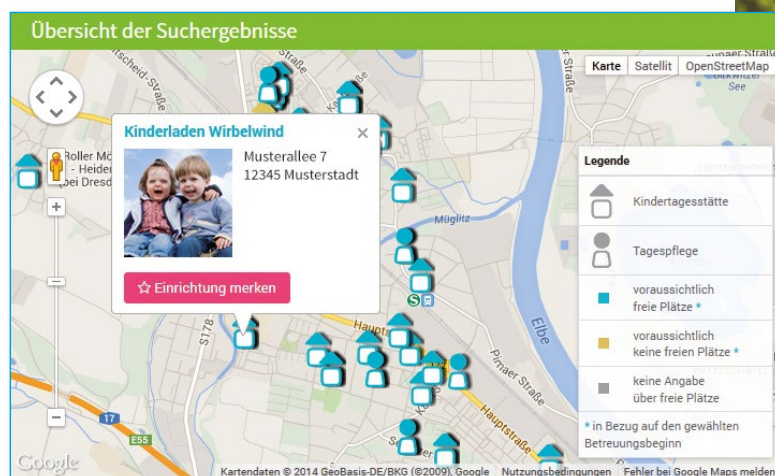 Übersicht der Suchergebnisse
Karte Satellit OpenStreetMap
Kinderladen Wirbelwind
Musterallee 7
12345 Musterstadt
Einrichtung merken
Legende
Kindertagesstätte
Tagespflege
voraussichtlich
freie Plätze *
voraussichtlich
keine freien Plätze *
keine Angabe
über freie Plätze
* in Bezug auf den gewählten
Betreuungsbeginn
See
Müglitz
Elbe
S178
Pirnaer Straße
Hauptstraße
17
E55
Google
Kartendaten © 2014 GeoBasis-DE/BKG (©2009), Google Nutzungsbedingungen Fehler bei Google Maps melden